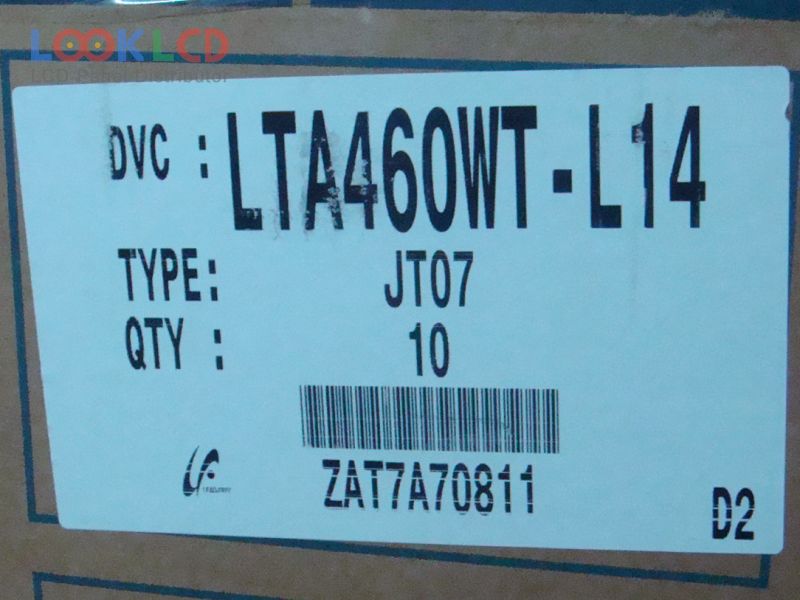 LOOKLCD
DVC : LTA460WT-L14
TYPE: JT07
QTY : 10
ZAT7A70811
D2